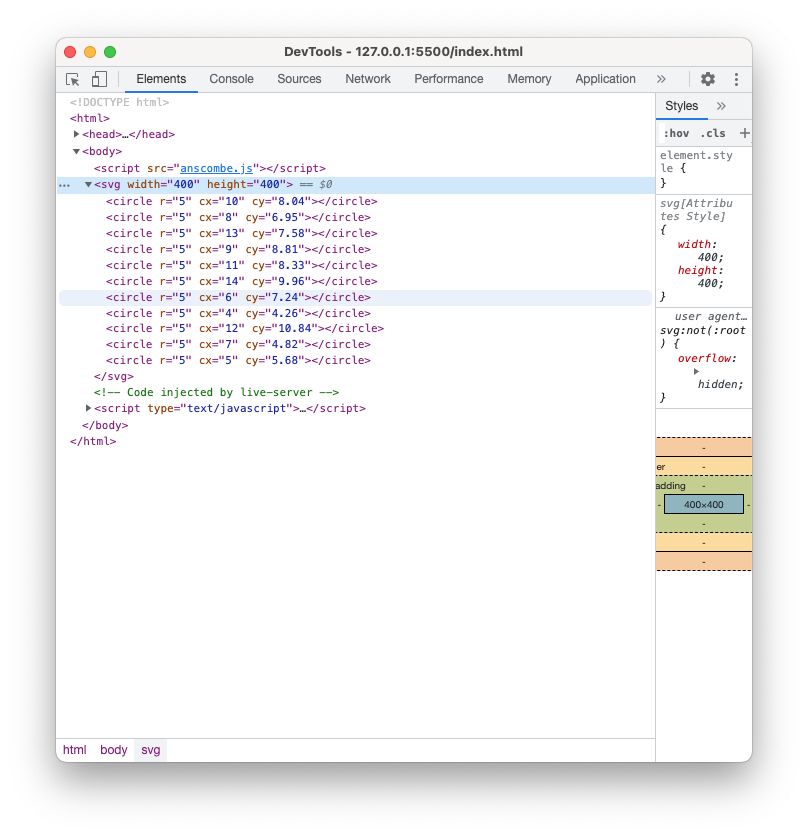 DevTools - 127.0.0.1:5500/index.html
Elements Console Sources Network Performance Memory Application »
<!DOCTYPE html>
<html>
<head>…</head>
<body>
<script src="anscombe.js"></script>
… <svg width="400" height="400"> == $0
<circle r="5" cx="10" cy="8.04"></circle>
<circle r="5" cx="8" cy="6.95"></circle>
<circle r="5" cx="13" cy="7.58"></circle>
<circle r="5" cx="9" cy="8.81"></circle>
<circle r="5" cx="11" cy="8.33"></circle>
<circle r="5" cx="14" cy="9.96"></circle>
<circle r="5" cx="6" cy="7.24"></circle>
<circle r="5" cx="4" cy="4.26"></circle>
<circle r="5" cx="12" cy="10.84"></circle>
<circle r="5" cx="7" cy="4.82"></circle>
<circle r="5" cx="5" cy="5.68"></circle>
</svg>
<!-- Code injected by live-server -->
<script type="text/javascript">…</script>
</body>
</html>
html body svg
Styles »
:hov .cls +
element.sty
le {
}
svg[Attribu
tes Style]
{
width:
400;
height:
400;
}
user agent…
svg:not(:root
) {
overflow:
hidden;
}
-
er -
adding -
- 400×400 -
-
-
-